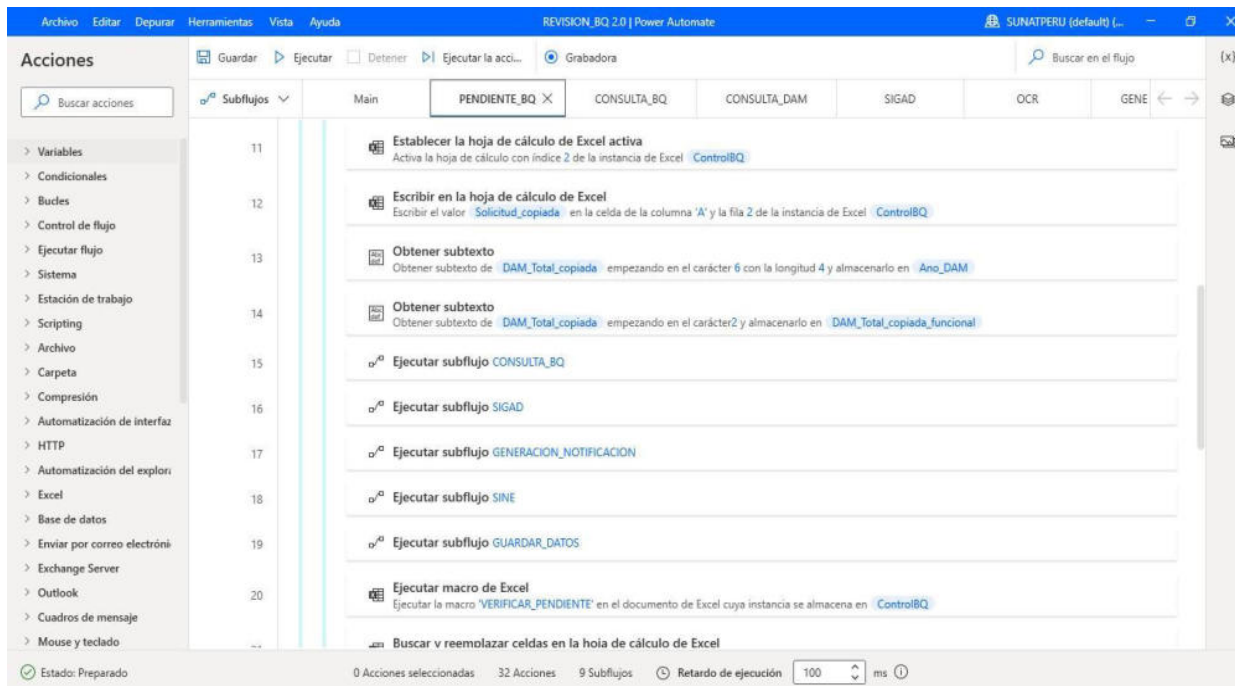 Archivo Editar Depurar Herramientas Vista Ayuda REVISION_BQ 2.0 | Power Automate SUNATPERU (default) (...
Acciones
Guardar Ejecutar Detener Ejecutar la acci... Grabadora Buscar en el flujo {x}
Buscar acciones
Subflujos Main PENDIENTE_BQ CONSULTA_BQ CONSULTA_DAM SIGAD OCR GENE
Variables
Condicionales
Bucles
Control de flujo
Ejecutar flujo
Sistema
Estación de trabajo
Scripting
Archivo
Carpeta
Compresión
Automatización de interfaz
HTTP
Automatización del explora
Excel
Base de datos
Enviar por correo electróni
Exchange Server
Outlook
Cuadros de mensaje
Mouse y teclado
11 Establecer la hoja de cálculo de Excel activa
Activa la hoja de cálculo con índice 2 de la instancia de Excel ControlBQ
12 Escribir en la hoja de cálculo de Excel
Escribir el valor Solicitud_copiada en la celda de la columna 'A' y la fila 2 de la instancia de Excel ControlBQ
13 Obtener subtexto
Obtener subtexto de DAM_Total_copiada empezando en el carácter 6 con la longitud 4 y almacenarlo en Ano_DAM
14 Obtener subtexto
Obtener subtexto de DAM_Total_copiada empezando en el carácter2 y almacenarlo en DAM_Total_copiada_funcional
15 Ejecutar subflujo CONSULTA_BQ
16 Ejecutar subflujo SIGAD
17 Ejecutar subflujo GENERACION_NOTIFICACION
18 Ejecutar subflujo SINE
19 Ejecutar subflujo GUARDAR_DATOS
20 Ejecutar macro de Excel
Ejecutar la macro 'VERIFICAR_PENDIENTE' en el documento de Excel cuya instancia se almacena en ControlBQ
Buscar y reemplazar celdas en la hoja de cálculo de Excel
Estado: Preparado 0 Acciones seleccionadas 32 Acciones 9 Subflujos Retardo de ejecución 100 ms